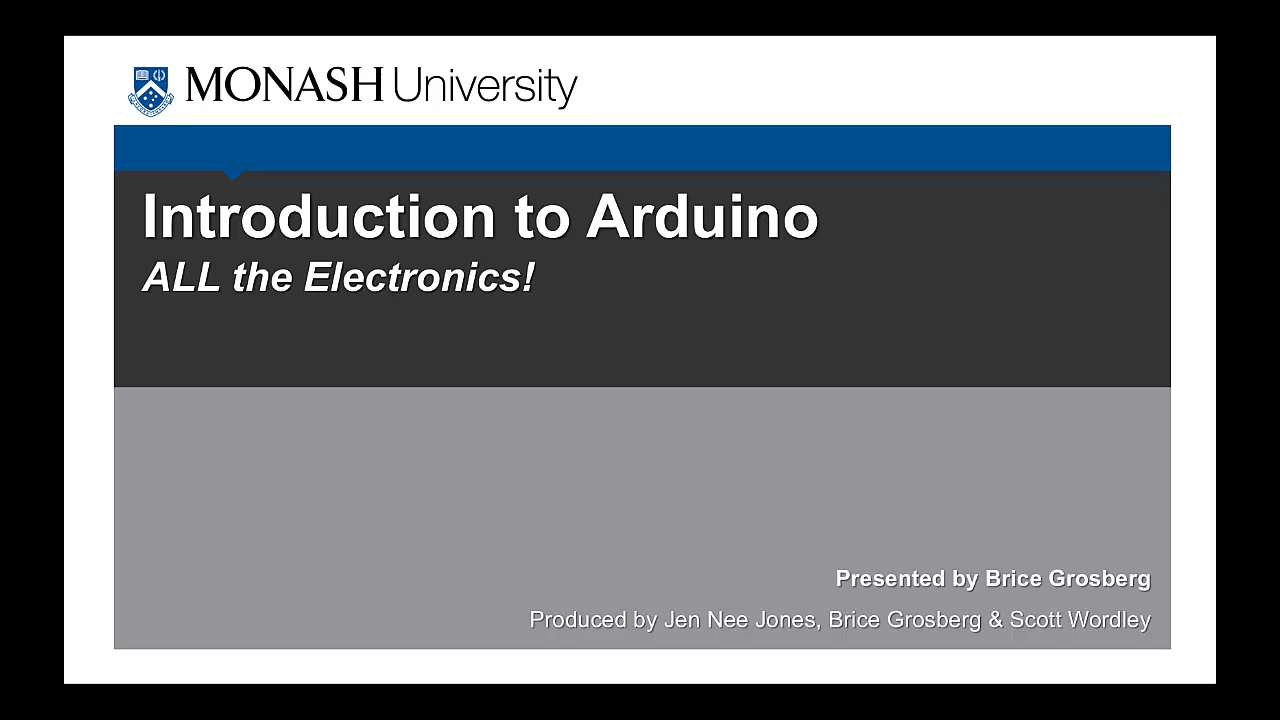 MONASH University
Introduction to Arduino
ALL the Electronics!
Presented by Brice Grosberg
Produced by Jen Nee Jones, Brice Grosberg & Scott Wordley